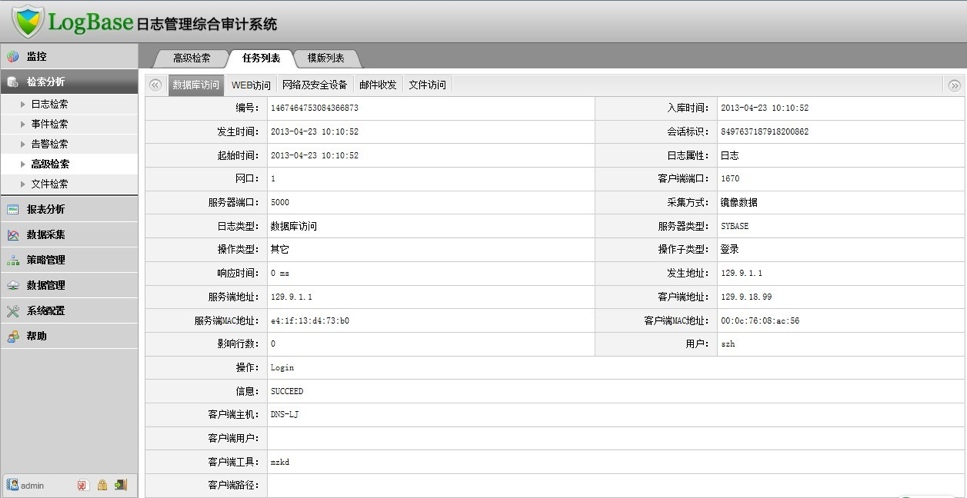 LogBase 日志管理综合审计系统
监控
高级检索 任务列表 模版列表
检索分析
数据库访问 WEB访问 网络及安全设备 邮件收发 文件访问
日志检索
事件检索
告警检索
高级检索
文件检索
报表分析
数据采集
策略管理
数据管理
系统配置
帮助
admin
编号: 1467464753084366873 入库时间: 2013-04-23 10:10:52
发生时间: 2013-04-23 10:10:52 会话标识: 8497637187918200862
起始时间: 2013-04-23 10:10:52 日志属性: 日志
网口: 1 客户端端口: 1670
服务器端口: 5000 采集方式: 镜像数据
日志类型: 数据库访问 服务器类型: SYBASE
操作类型: 其它 操作子类型: 登录
响应时间: 0 ms 发生地址: 129.9.1.1
服务端地址: 129.9.1.1 客户端地址: 129.9.18.99
服务端MAC地址: e4:1f:13:d4:73:b0 客户端MAC地址: 00:0c:76:08:ac:56
影响行数: 0 用户: szh
操作: Login
信息: SUCCEED
客户端主机: DNS-LJ
客户端用户:
客户端工具: mzkd
客户端路径: